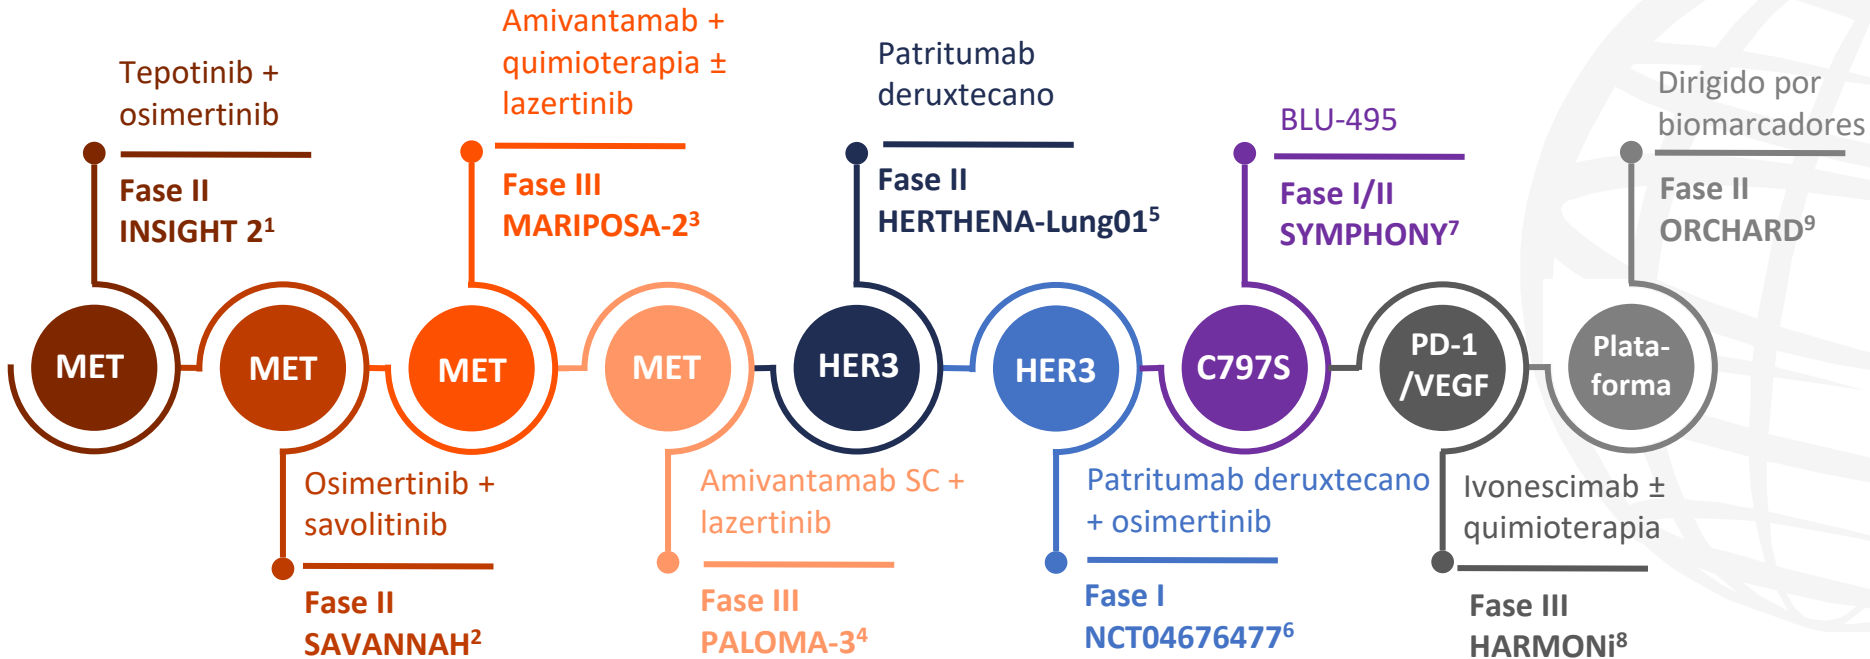 Tepotinib +
osimertinib
Fase II
INSIGHT 2¹
MET
Osimertinib +
savolitinib
Fase II
SAVANNAH²
MET
Amivantamab +
quimioterapia ±
lazertinib
Fase III
MARIPOSA-2³
MET
Amivantamab SC +
lazertinib
Fase III
PALOMA-3⁴
MET
Patritumab
deruxtecano
Fase II
HERTHENA-Lung01⁵
HER3
Patritumab deruxtecano
+ osimertinib
Fase I
NCT04676477⁶
HER3
BLU-495
Fase I/II
SYMPHONY⁷
C797S
Ivonescimab ±
quimioterapia
Fase III
HARMONi⁸
PD-1
/VEGF
Dirigido por
biomarcadores
Fase II
ORCHARD⁹
Plata-
forma